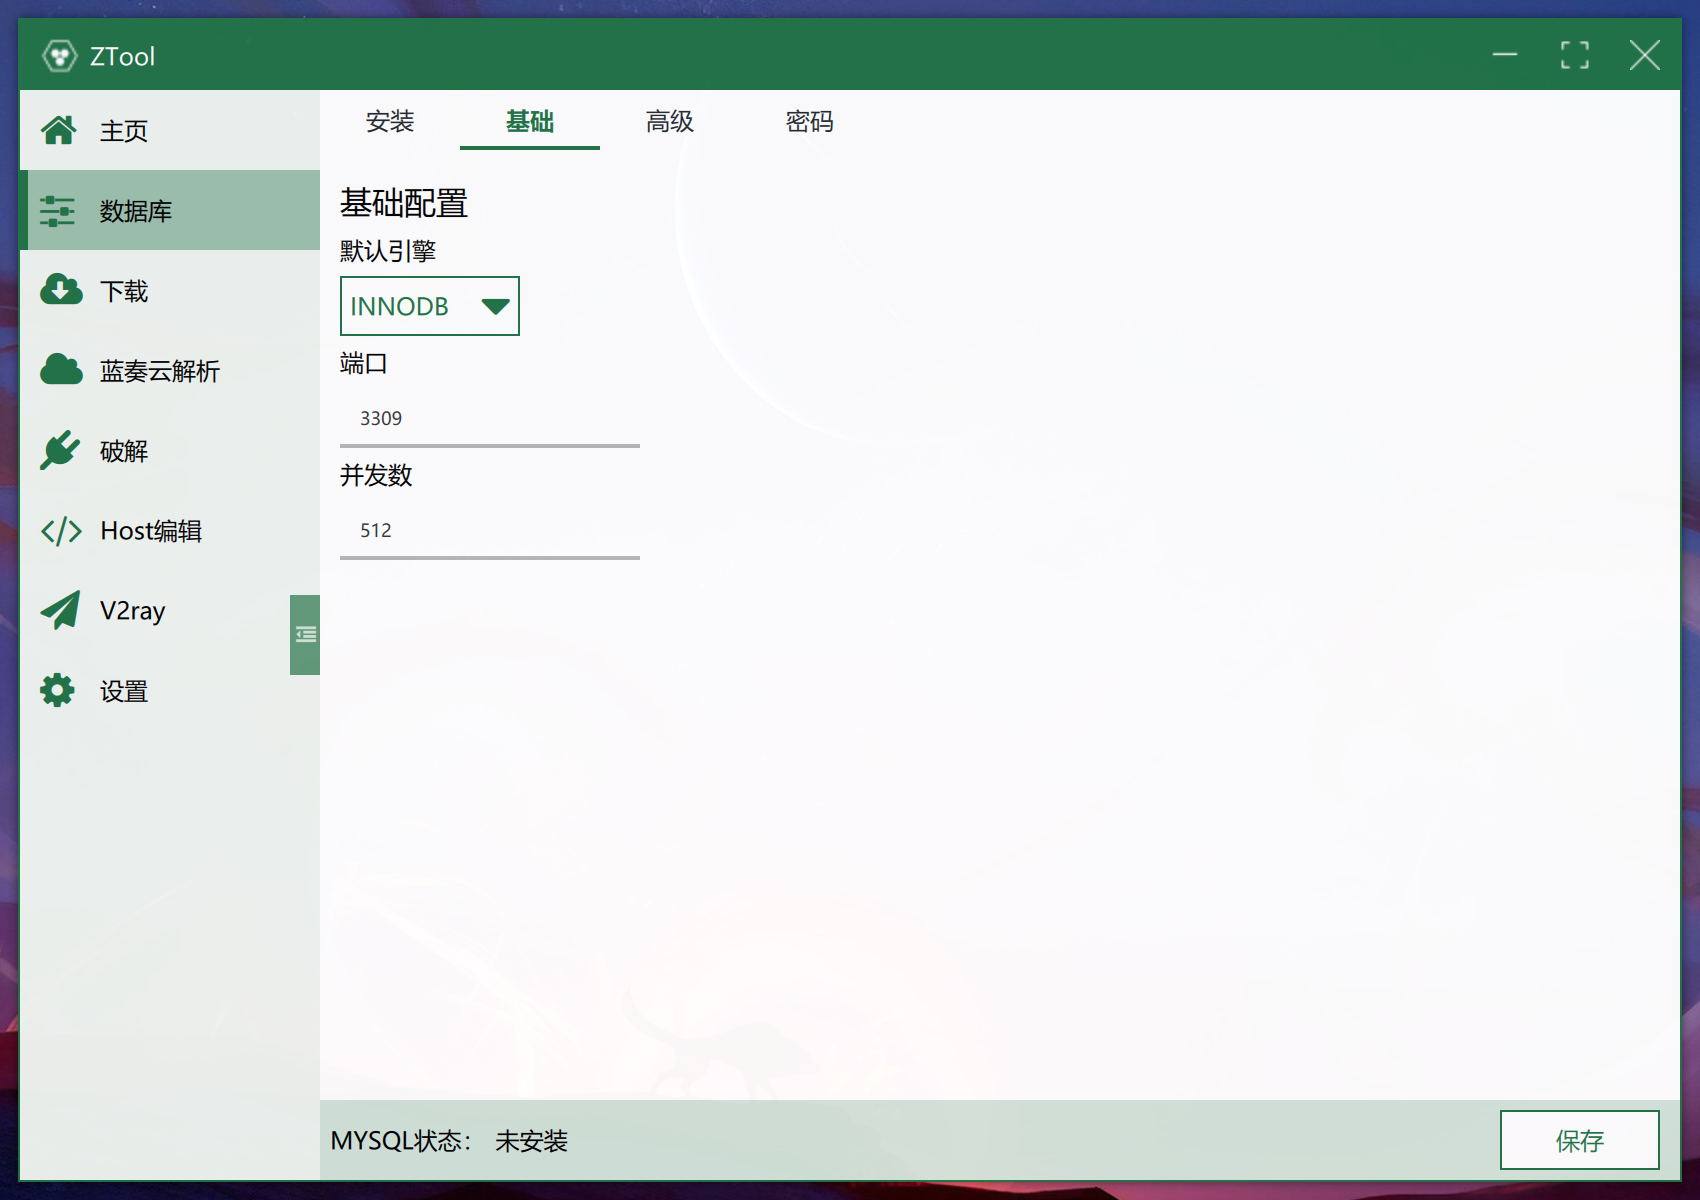 ZTool
主页
数据库
下载
蓝奏云解析
破解
Host编辑
V2ray
设置
安装 基础 高级 密码
基础配置
默认引擎
INNODB
端口
3309
并发数
512
MYSQL状态： 未安装
保存